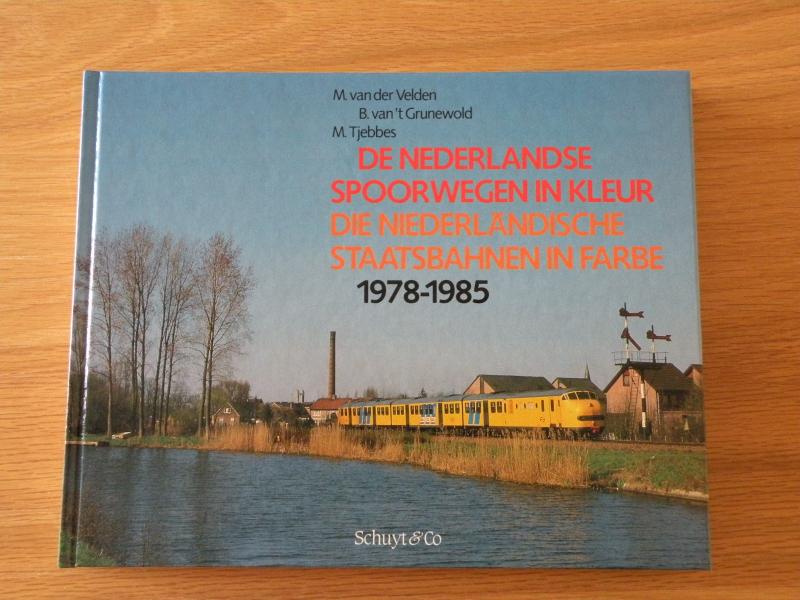 M. van der Velden
B. van 't Grunewold
M. Tjebbes
DE NEDERLANDSE
SPOORWEGEN IN KLEUR
DIE NIEDERLÄNDISCHE
STAATSBAHNEN IN FARBE
1978-1985
Schuyt & Co